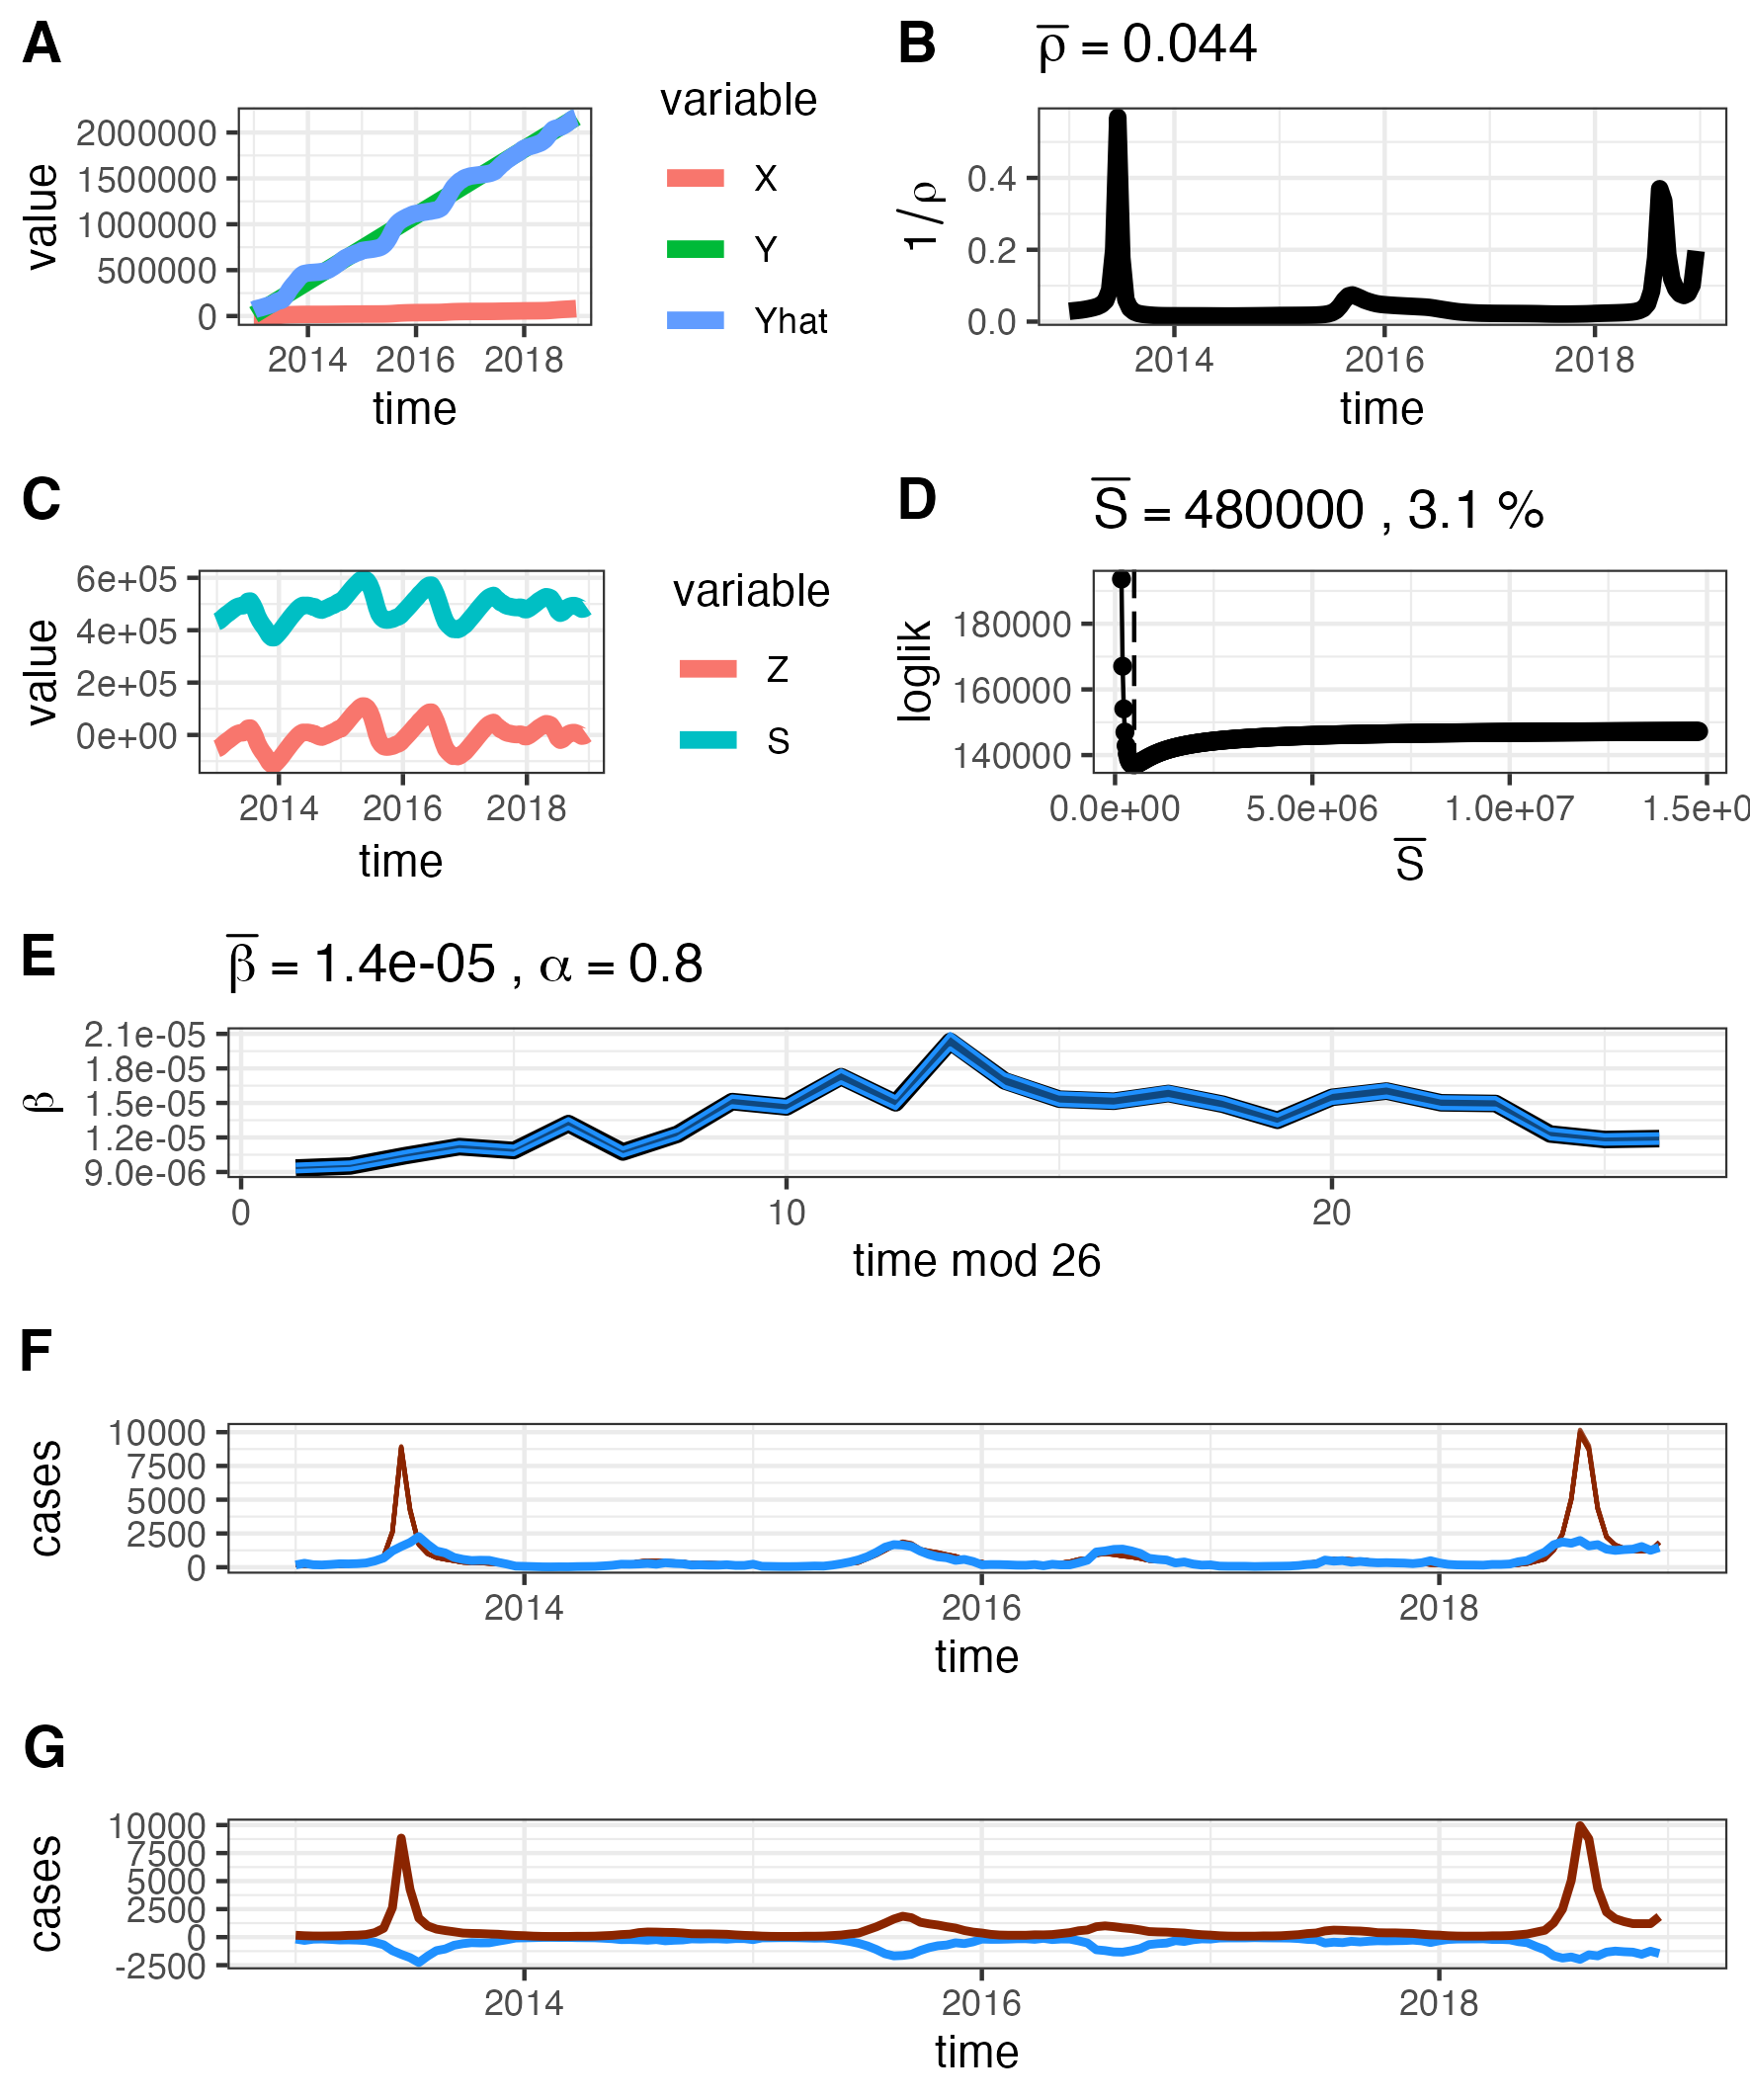 A
2000000
1500000
1000000
500000
0
value
2014 2016 2018
time
variable
X
Y
Yhat
B
ρ̅ = 0.044
0.4
0.2
0.0
1/ρ
2014 2016 2018
time
C
6e+05
4e+05
2e+05
0e+00
value
2014 2016 2018
time
variable
Z
S
D
S̅ = 480000 , 3.1 %
180000
160000
140000
loglik
0.0e+00 5.0e+06 1.0e+07 1.5e+0
S̅
E
β̅ = 1.4e-05 , α = 0.8
2.1e-05
1.8e-05
1.5e-05
1.2e-05
9.0e-06
β
0 10 20
time mod 26
F
10000
7500
5000
2500
0
cases
2014 2016 2018
time
G
10000
7500
5000
2500
0
-2500
cases
2014 2016 2018
time